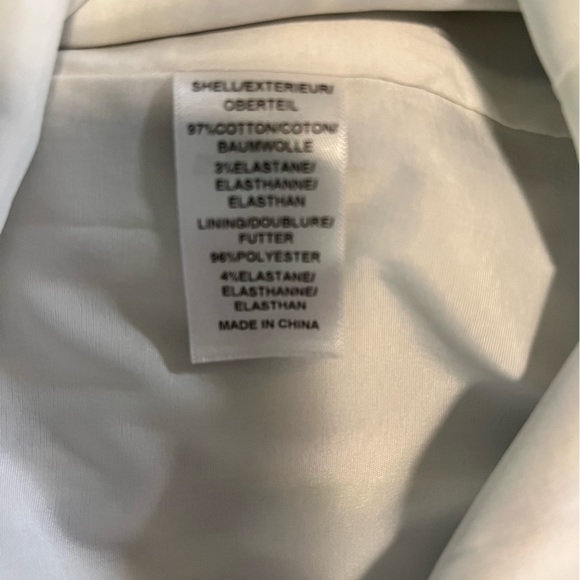 SHELL/EXTERIEUR/
OBERTEIL
97%COTTON/COTON/
BAUMWOLLE
3%ELASTANE/
ELASTHANNE/
ELASTHAN
LINING/DOUBLURE/
FUTTER
96%POLYESTER
4%ELASTANE/
ELASTHANNE/
ELASTHAN
MADE IN CHINA